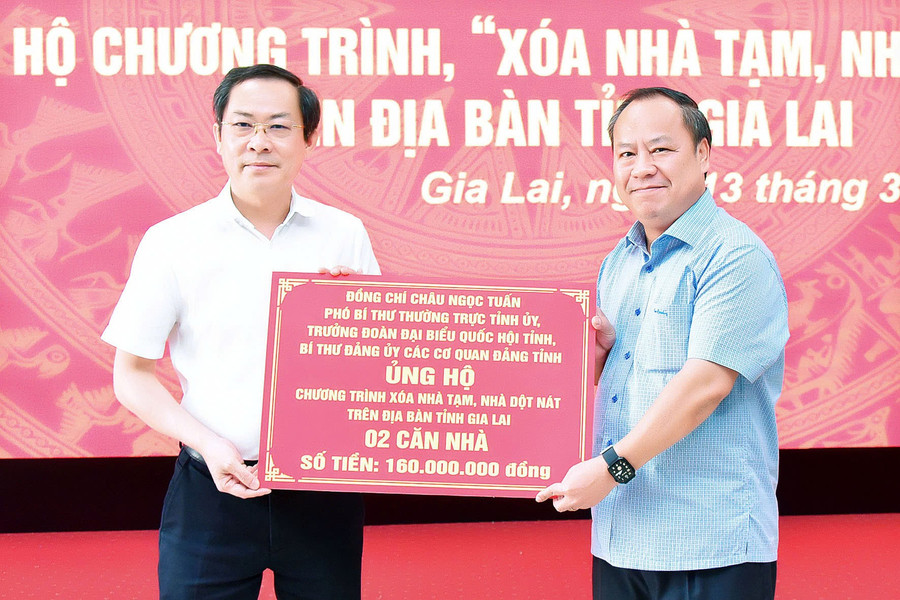 HỘ CHƯƠNG TRÌNH, “XÓA NHÀ TẠM, NH
N ĐỊA BÀN TỈN GIA LAI
Gia Lai, ng 13 tháng 3
ĐỒNG CHÍ CHÂU NGỌC TUẤN
PHÓ BÍ THƯ THƯỜNG TRỰC TỈNH ỦY,
TRƯỞNG ĐOÀN ĐẠI BIỂU QUỐC HỘI TỈNH,
BÍ THƯ ĐẢNG ỦY CÁC CƠ QUAN ĐẢNG TỈNH
ỦNG HỘ
CHƯƠNG TRÌNH XÓA NHÀ TẠM, NHÀ DỘT NÁT
TRÊN ĐỊA BÀN TỈNH GIA LAI
02 CĂN NHÀ
SỐ TIỀN: 160.000.000 đồng